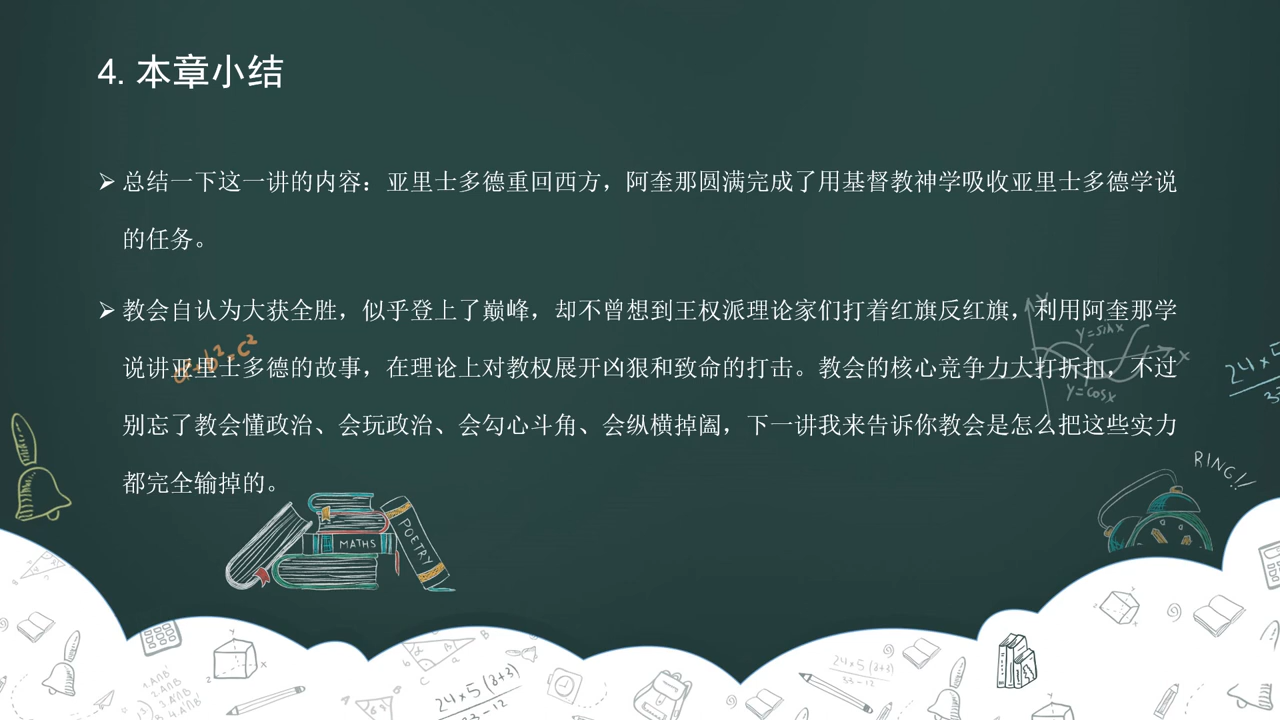 4. 本章小结
➢ 总结一下这一讲的内容：亚里士多德重回西方，阿奎那圆满完成了用基督教神学吸收亚里士多德学说
的任务。
➢ 教会自认为大获全胜，似乎登上了巅峰，却不曾想到王权派理论家们打着红旗反红旗，利用阿奎那学
说讲亚里士多德的故事，在理论上对教权展开凶狠和致命的打击。教会的核心竞争力大打折扣，不过
别忘了教会懂政治、会玩政治、会勾心斗角、会纵横掉阖，下一讲我来告诉你教会是怎么把这些实力
都完全输掉的。
Y=sinx
Y=cosx
RING!!
MATHS
POETRY
24×5(3+3)
33-12